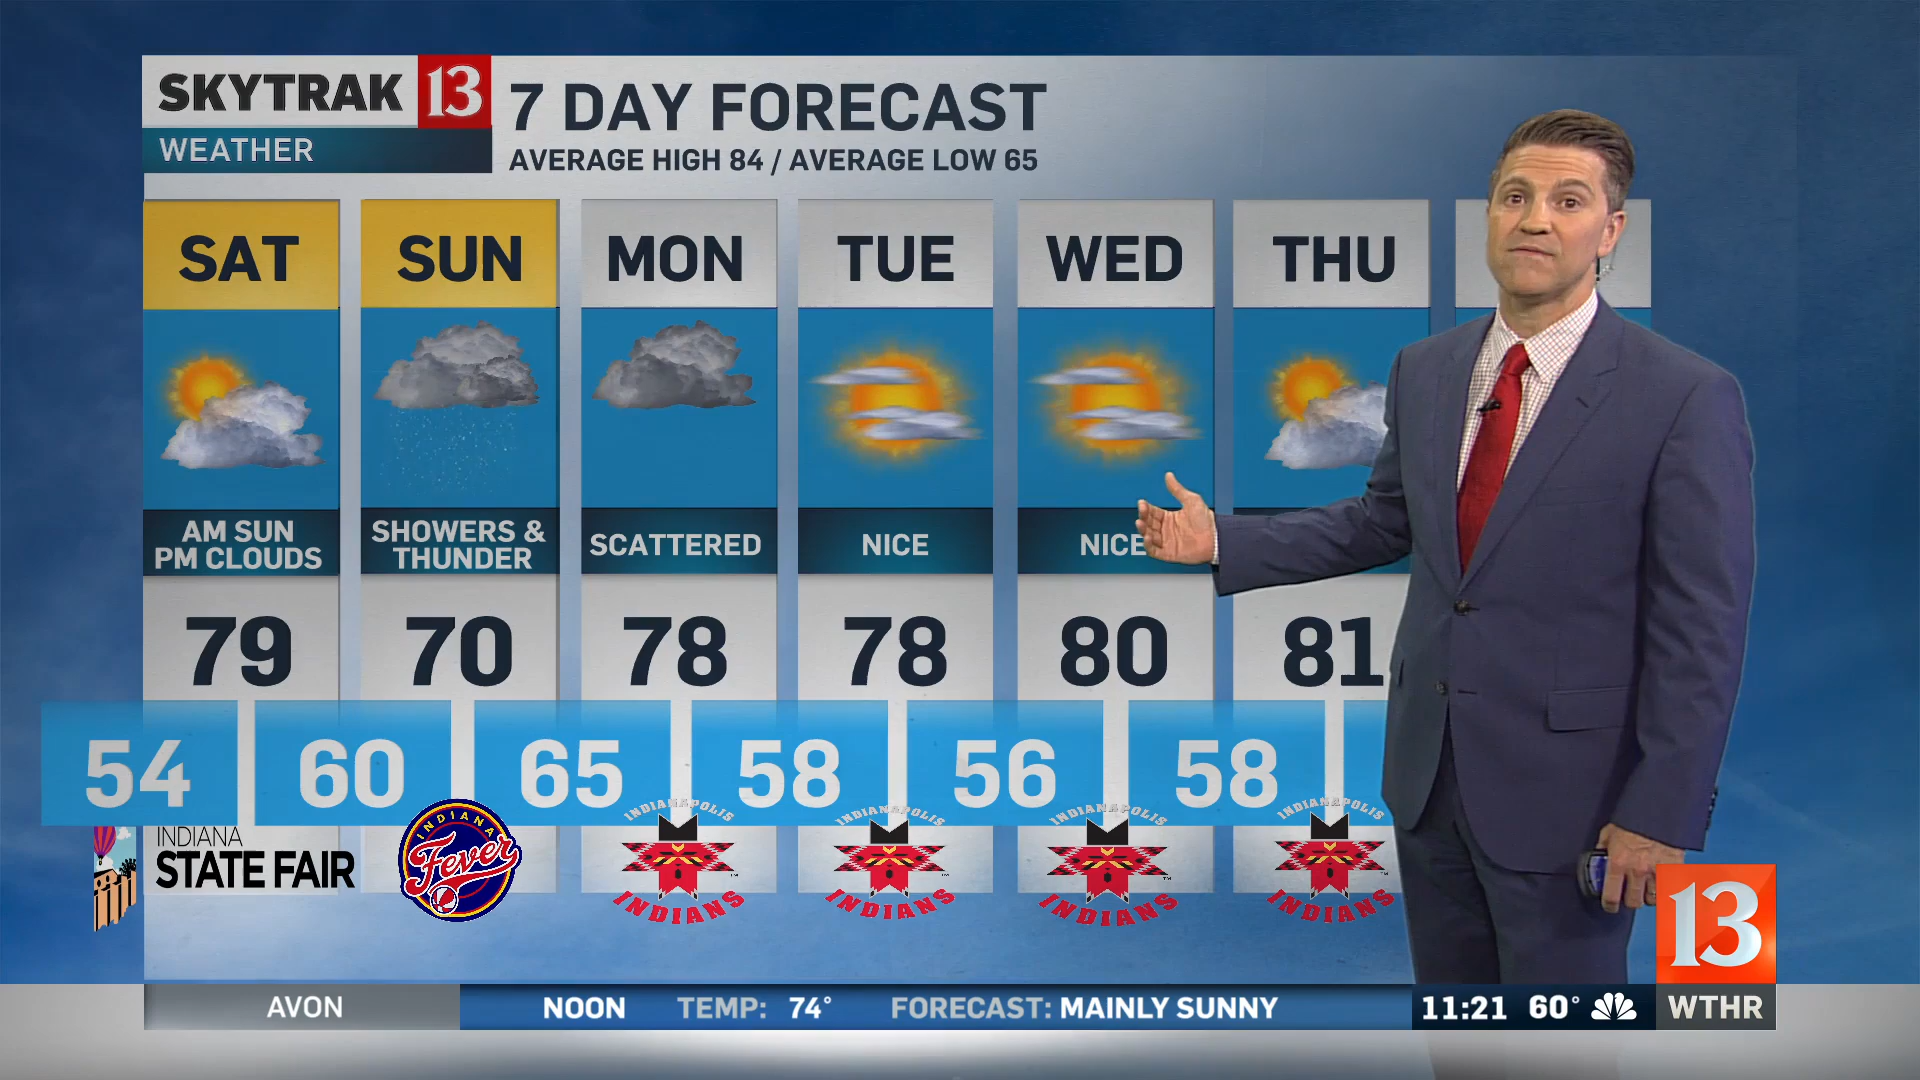 SKYTRAK 13
WEATHER
7 DAY FORECAST
AVERAGE HIGH 84 / AVERAGE LOW 65
SAT SUN MON TUE WED THU
AM SUN
PM CLOUDS
SHOWERS &
THUNDER
SCATTERED
NICE
NICE
79 70 78 78 80 81
54 60 65 58 56 58
INDIANA
STATE FAIR
INDIANA
Fever
INDIANAPOLIS
INDIANS
INDIANAPOLIS
INDIANS
INDIANAPOLIS
INDIANS
INDIANAPOLIS
INDIANS
13
AVON NOON TEMP: 74° FORECAST: MAINLY SUNNY 11:21 60° WTHR